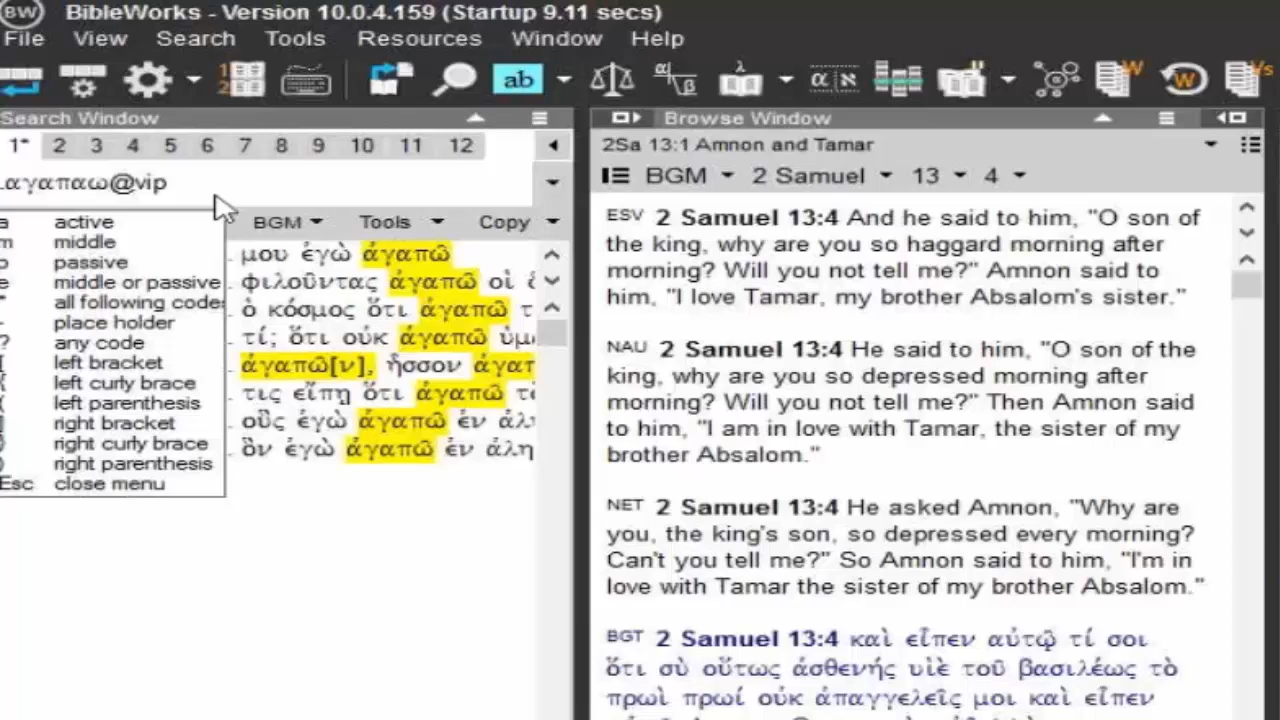 BW BibleWorks - Version 10.0.4.159 (Startup 9.11 secs)
File View Search Tools Resources Window Help
ab
Search Window
1* 2 3 4 5 6 7 8 9 10 11 12
.αγαπαω@vip
a active
m middle
p passive
e middle or passive
* all following codes
- place holder
? any code
[ left bracket
{ left curly brace
( left parenthesis
] right bracket
} right curly brace
) right parenthesis
Esc close menu
BGM Tools Copy
μου ἐγὼ ἀγαπῶ
φιλοῦντας ἀγαπῶ οἱ
ὁ κόσμος ὅτι ἀγαπῶ τ
τί; ὅτι οὐκ ἀγαπῶ ὑμ
ἀγαπῶ[ν], ἧσσον ἀγαπ
τις εἴπῃ ὅτι ἀγαπῶ τὸ
οὓς ἐγὼ ἀγαπῶ ἐν ἀλ
ὃν ἐγὼ ἀγαπῶ ἐν ἀλη
Browse Window
2Sa 13:1 Amnon and Tamar
BGM 2 Samuel 13 4
ESV 2 Samuel 13:4 And he said to him, "O son of
the king, why are you so haggard morning after
morning? Will you not tell me?" Amnon said to
him, "I love Tamar, my brother Absalom's sister."
NAU 2 Samuel 13:4 He said to him, "O son of the
king, why are you so depressed morning after
morning? Will you not tell me?" Then Amnon said
to him, "I am in love with Tamar, the sister of my
brother Absalom."
NET 2 Samuel 13:4 He asked Amnon, "Why are
you, the king's son, so depressed every morning?
Can't you tell me?" So Amnon said to him, "I'm in
love with Tamar the sister of my brother Absalom."
BGT 2 Samuel 13:4 καὶ εἶπεν αὐτῷ τί σοι
ὅτι σὺ οὕτως ἀσθενής υἱὲ τοῦ βασιλέως τὸ
πρωὶ πρωί οὐκ ἀπαγγελεῖς μοι καὶ εἶπεν